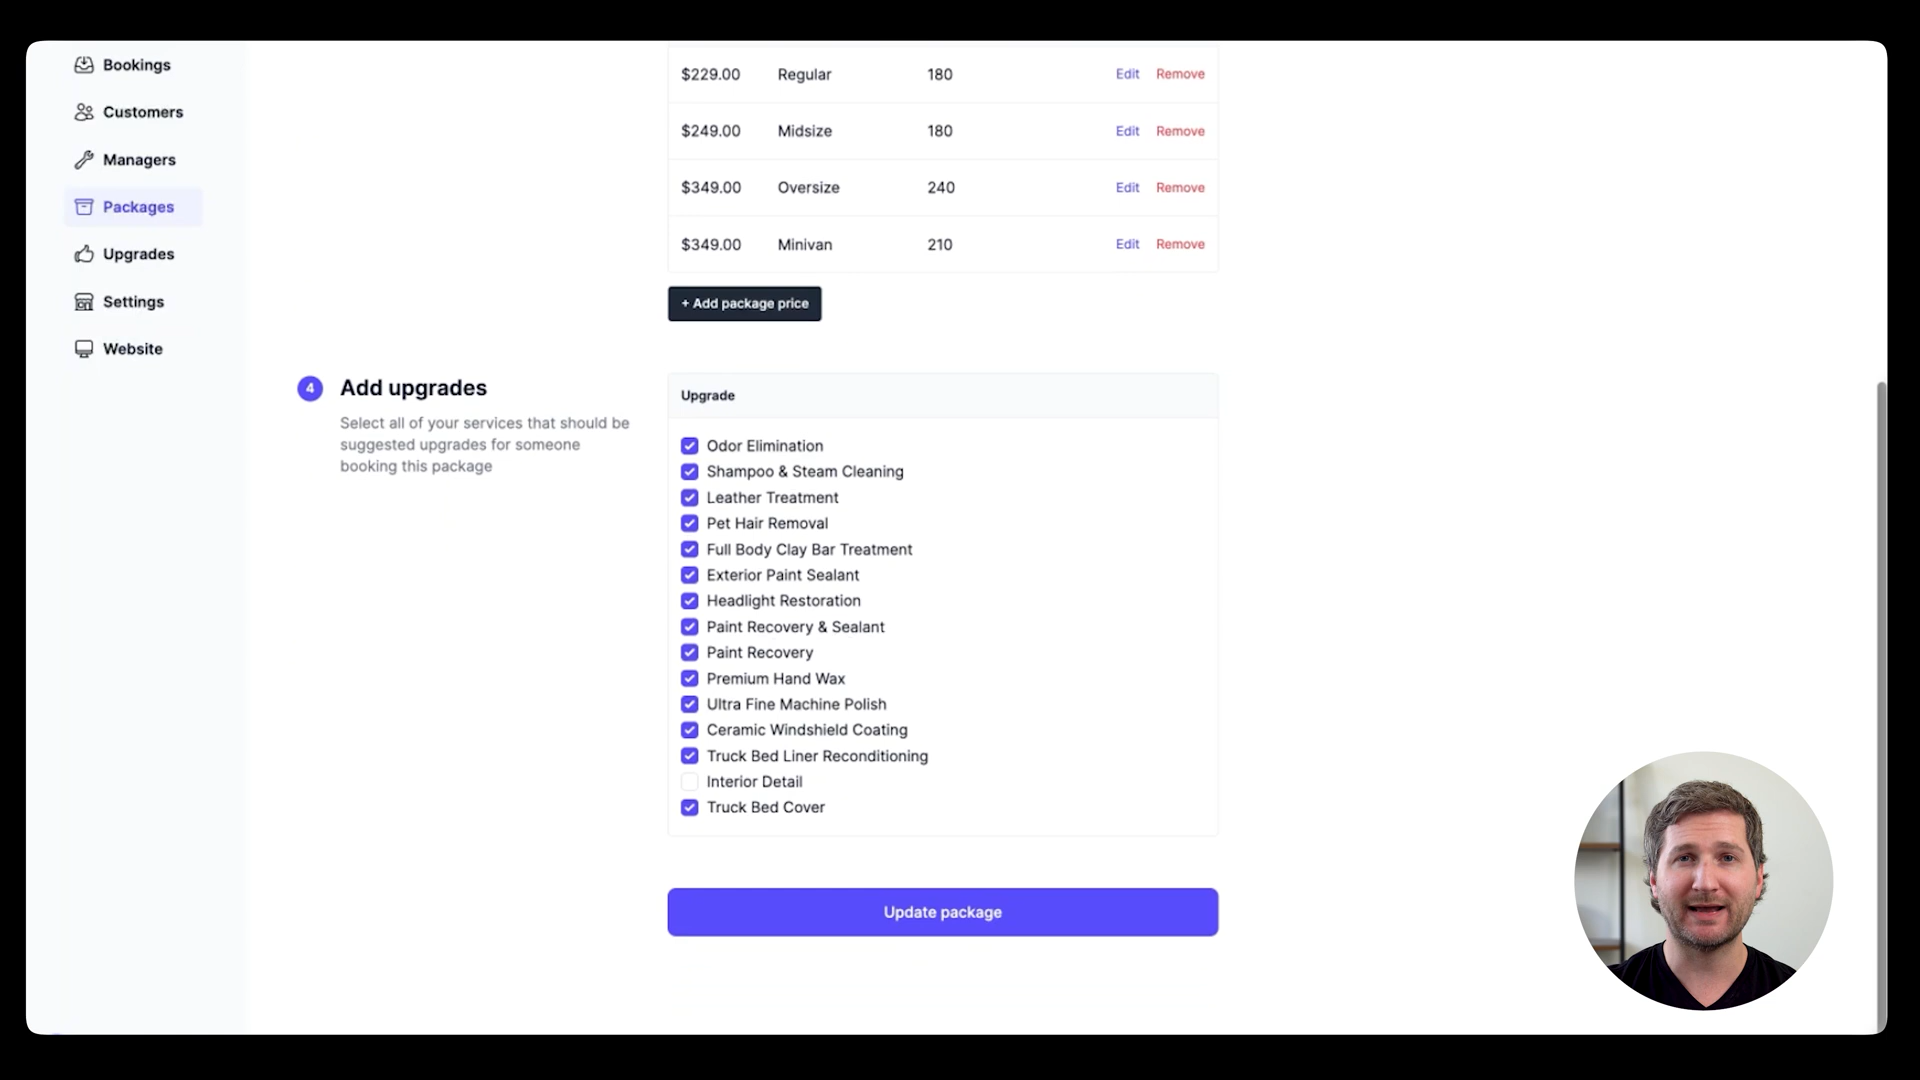 Bookings
Customers
Managers
Packages
Upgrades
Settings
Website
$229.00 Regular 180 Edit Remove
$249.00 Midsize 180 Edit Remove
$349.00 Oversize 240 Edit Remove
$349.00 Minivan 210 Edit Remove
+ Add package price
4 Add upgrades
Select all of your services that should be
suggested upgrades for someone
booking this package
Upgrade
Odor Elimination
Shampoo & Steam Cleaning
Leather Treatment
Pet Hair Removal
Full Body Clay Bar Treatment
Exterior Paint Sealant
Headlight Restoration
Paint Recovery & Sealant
Paint Recovery
Premium Hand Wax
Ultra Fine Machine Polish
Ceramic Windshield Coating
Truck Bed Liner Reconditioning
Interior Detail
Truck Bed Cover
Update package